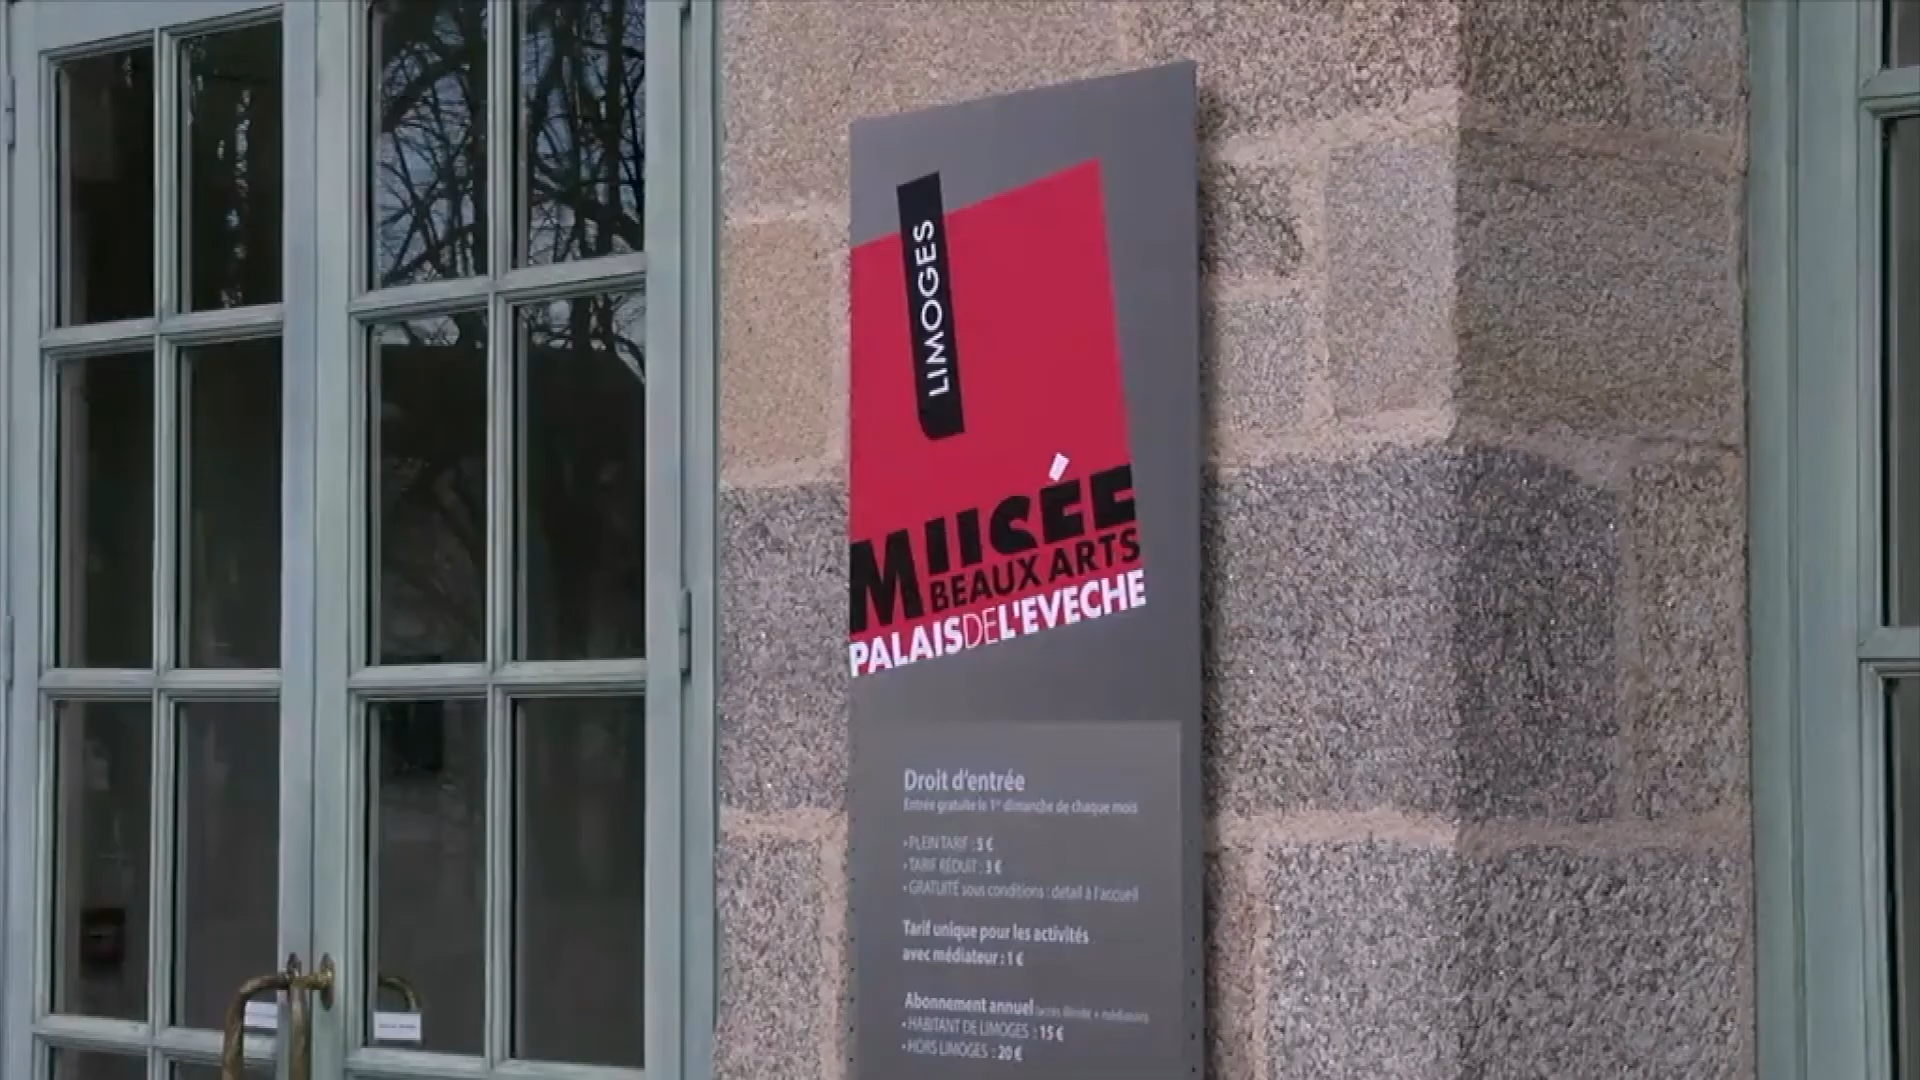 LIMOGES
MUSÉE
BEAUX ARTS
PALAIS DE L'EVECHE
Droit d'entrée
Entrée gratuite le 1er dimanche de chaque mois
• PLEIN TARIF : 5 €
• TARIF RÉDUIT : 3 €
• GRATUITÉ sous conditions : détail à l'accueil
Tarif unique pour les activités
avec médiateur : 1 €
Abonnement annuel
• HABITANT DE LIMOGES : 15 €
• HORS LIMOGES : 20 €